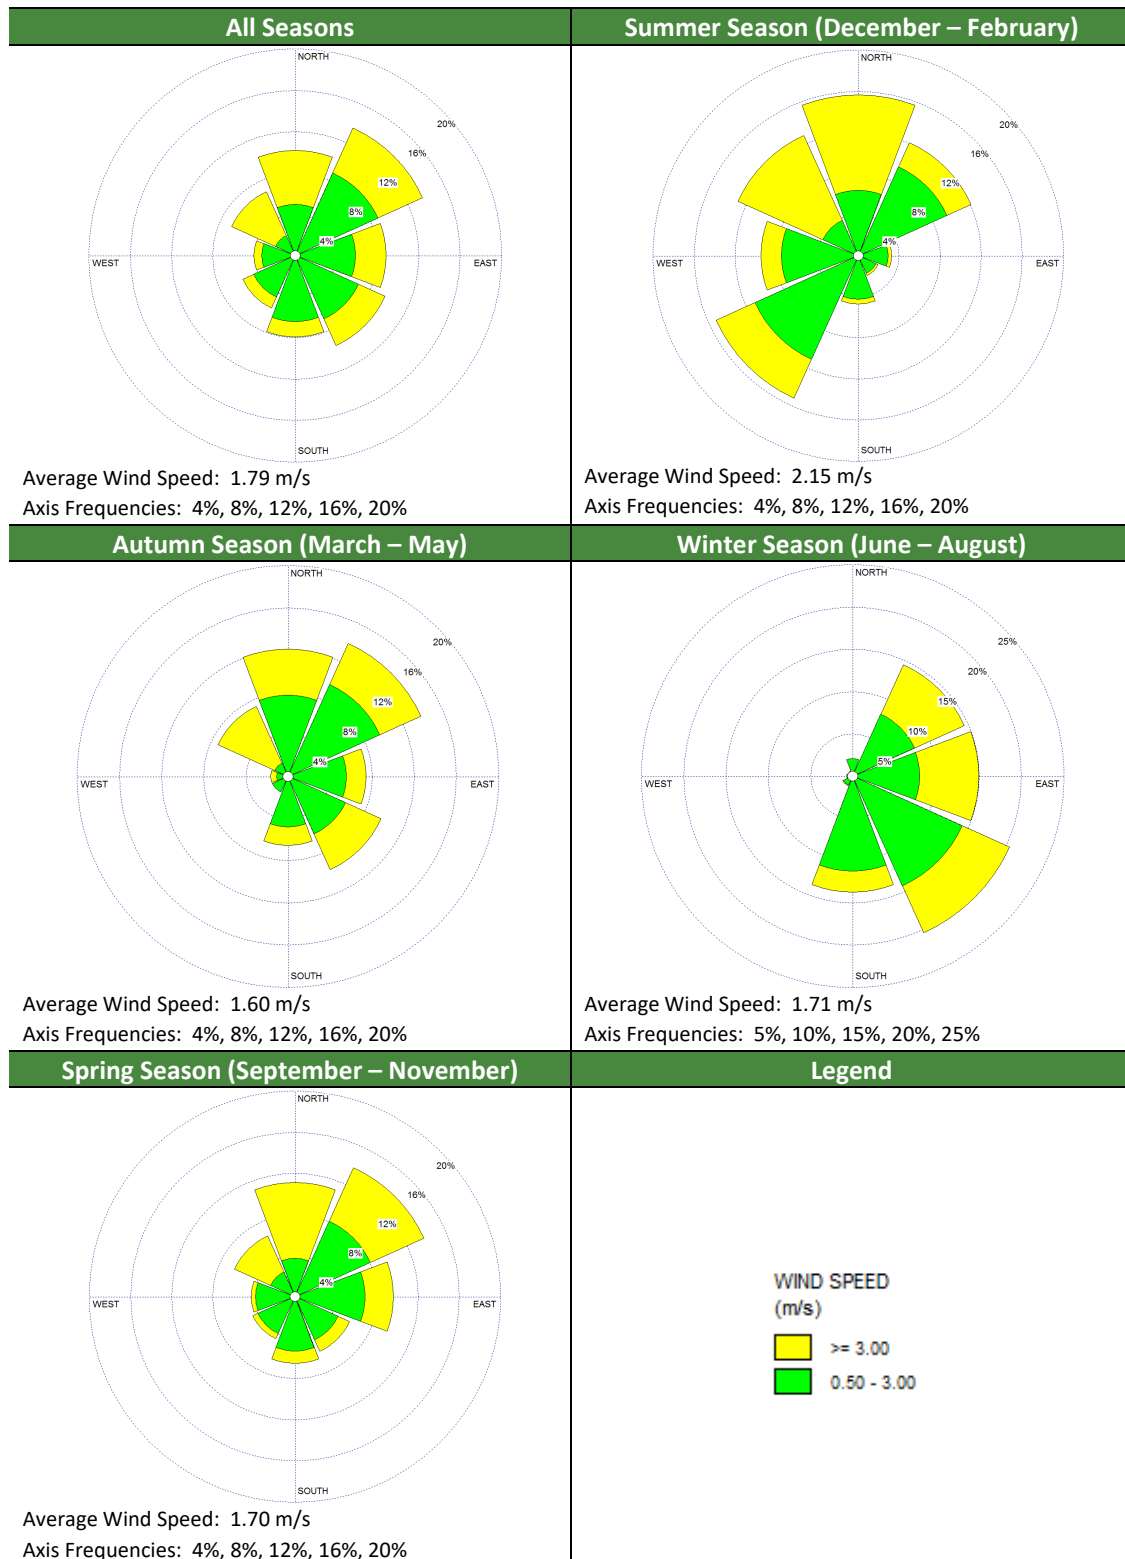 All Seasons
NORTH
20%
16%
12%
8%
4%
WEST
EAST
SOUTH
Average Wind Speed: 1.79 m/s
Axis Frequencies: 4%, 8%, 12%, 16%, 20%
Summer Season (December – February)
NORTH
20%
16%
12%
8%
4%
WEST
EAST
SOUTH
Average Wind Speed: 2.15 m/s
Axis Frequencies: 4%, 8%, 12%, 16%, 20%
Autumn Season (March – May)
NORTH
20%
16%
12%
8%
4%
WEST
EAST
SOUTH
Average Wind Speed: 1.60 m/s
Axis Frequencies: 4%, 8%, 12%, 16%, 20%
Winter Season (June – August)
NORTH
25%
20%
15%
10%
5%
WEST
EAST
SOUTH
Average Wind Speed: 1.71 m/s
Axis Frequencies: 5%, 10%, 15%, 20%, 25%
Spring Season (September – November)
NORTH
20%
16%
12%
8%
4%
WEST
EAST
SOUTH
Average Wind Speed: 1.70 m/s
Axis Frequencies: 4%, 8%, 12%, 16%, 20%
Legend
WIND SPEED
(m/s)
>= 3.00
0.50 - 3.00